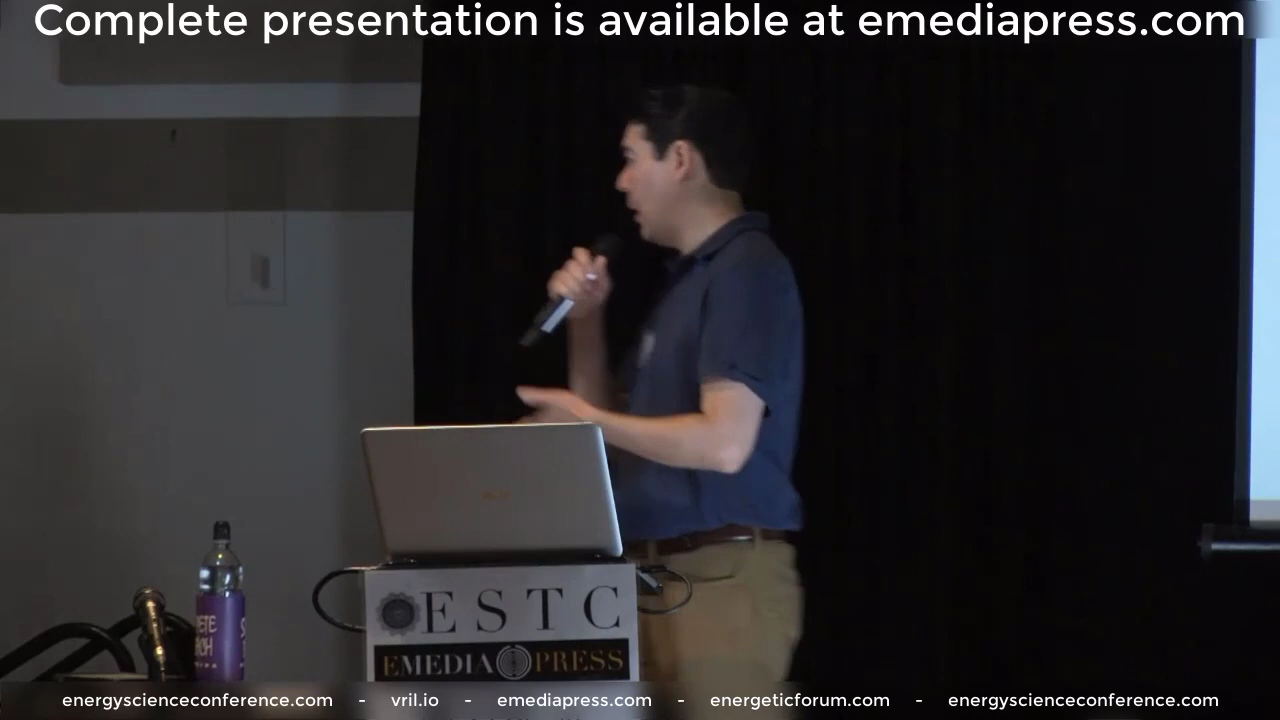 Complete presentation is available at emediapress.com
ESTC
EMEDIA PRESS
energyscienceconference.com - vril.io - emediapress.com - energeticforum.com - energyscienceconference.com